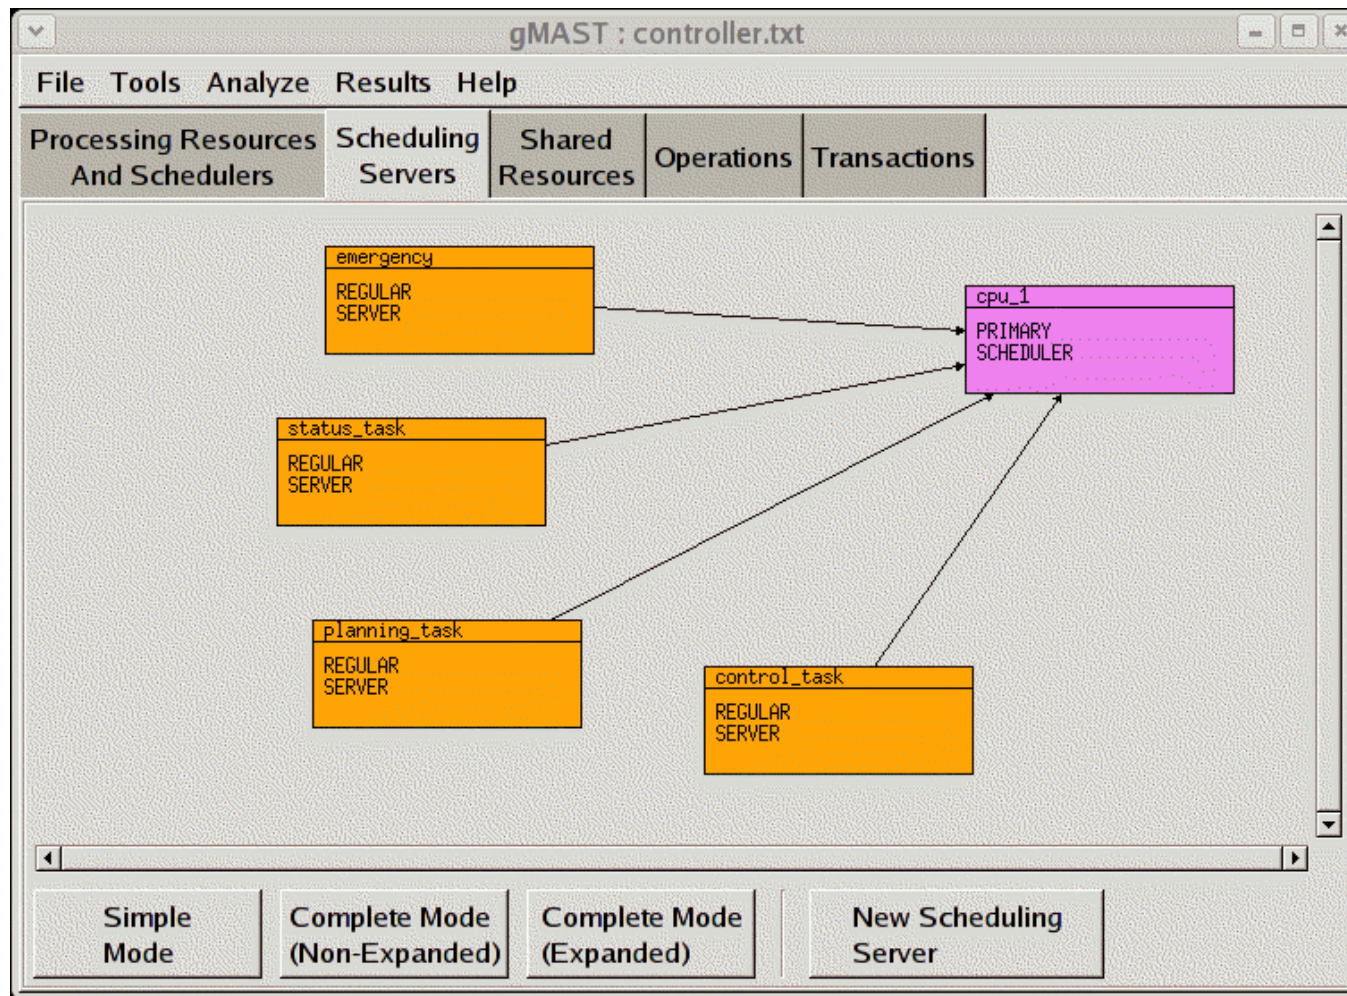 gMAST : controller.txt
File Tools Analyze Results Help
Processing Resources
And Schedulers
Scheduling
Servers
Shared
Resources
Operations
Transactions
emergency
REGULAR
SERVER
cpu_1
PRIMARY
SCHEDULER
status_task
REGULAR
SERVER
planning_task
REGULAR
SERVER
control_task
REGULAR
SERVER
Simple
Mode
Complete Mode
(Non-Expanded)
Complete Mode
(Expanded)
New Scheduling
Server